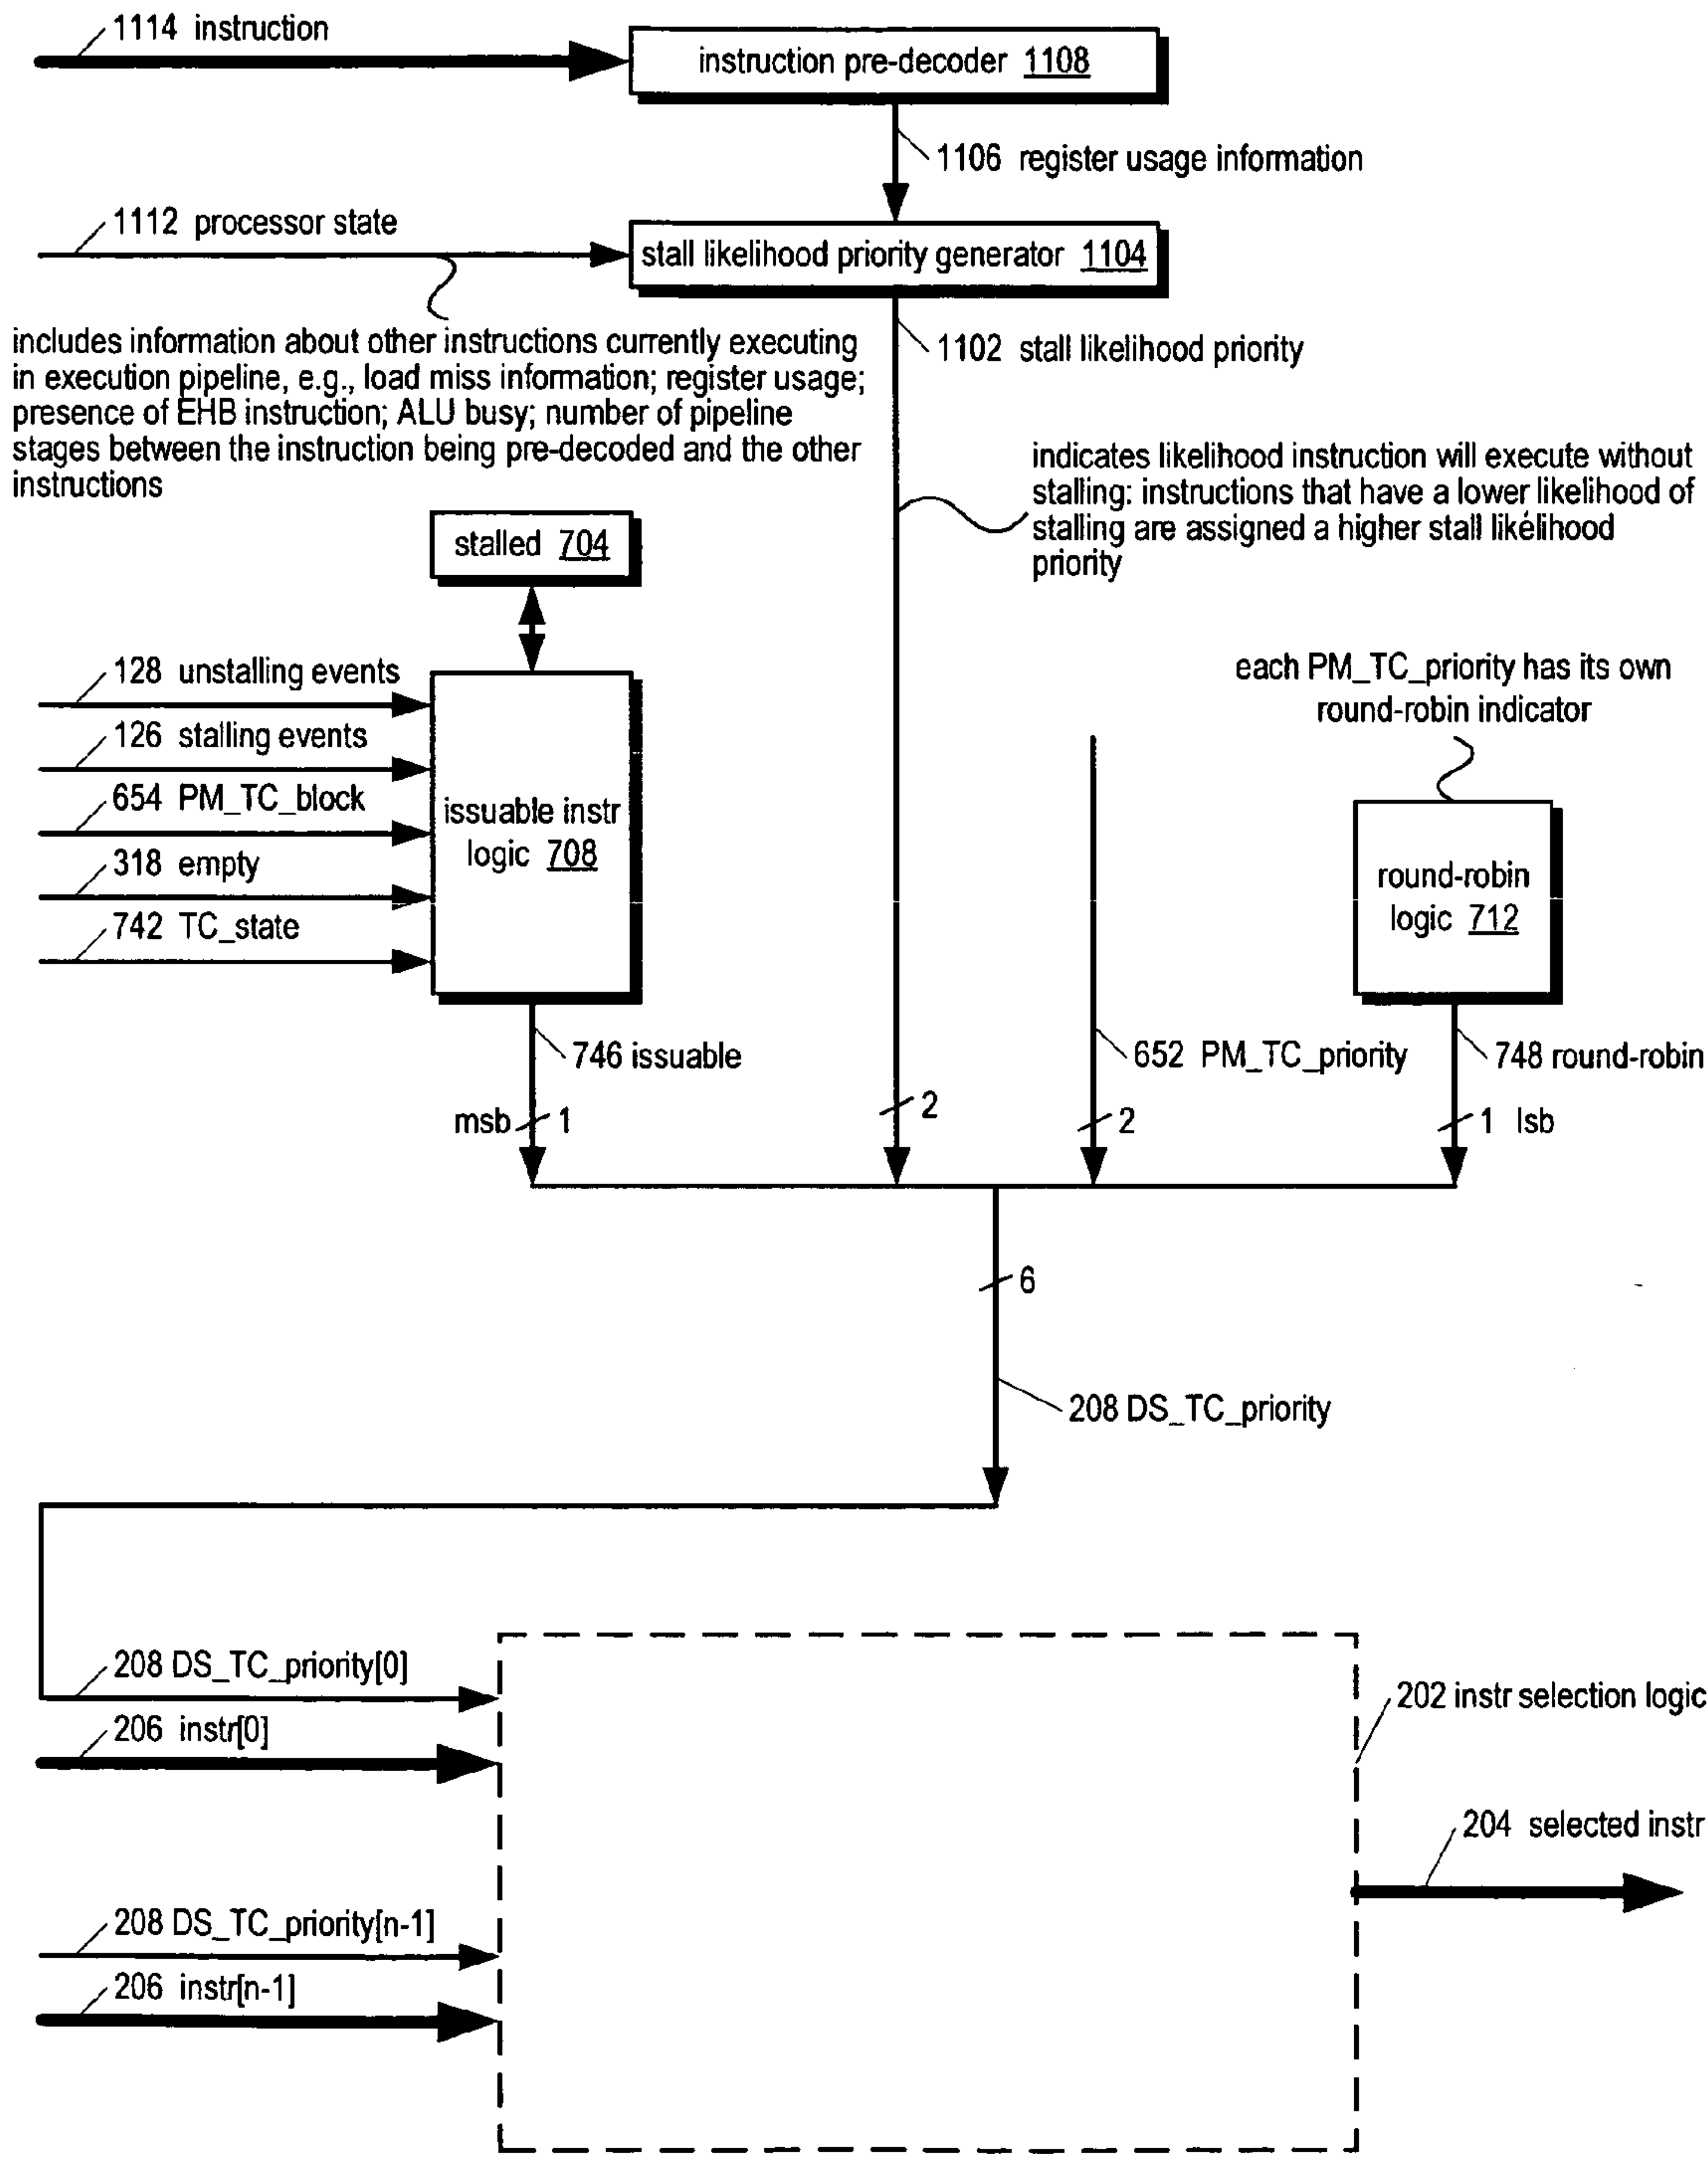 1114 instruction
instruction pre-decoder 1108
1106 register usage information
1112 processor state
stall likelihood priority generator 1104
includes information about other instructions currently executing
in execution pipeline, e.g., load miss information; register usage;
presence of EHB instruction; ALU busy; number of pipeline
stages between the instruction being pre-decoded and the other
instructions
1102 stall likelihood priority
indicates likelihood instruction will execute without
stalling: instructions that have a lower likelihood of
stalling are assigned a higher stall likelihood
priority
stalled 704
128 unstalling events
126 stalling events
654 PM_TC_block
318 empty
742 TC_state
issuable instr
logic 708
each PM_TC_priority has its own
round-robin indicator
round-robin
logic 712
746 issuable
652 PM_TC_priority
748 round-robin
msb 1
2
2
1 lsb
6
208 DS_TC_priority
208 DS_TC_priority[0]
206 instr[0]
202 instr selection logic
204 selected instr
208 DS_TC_priority[n-1]
206 instr[n-1]